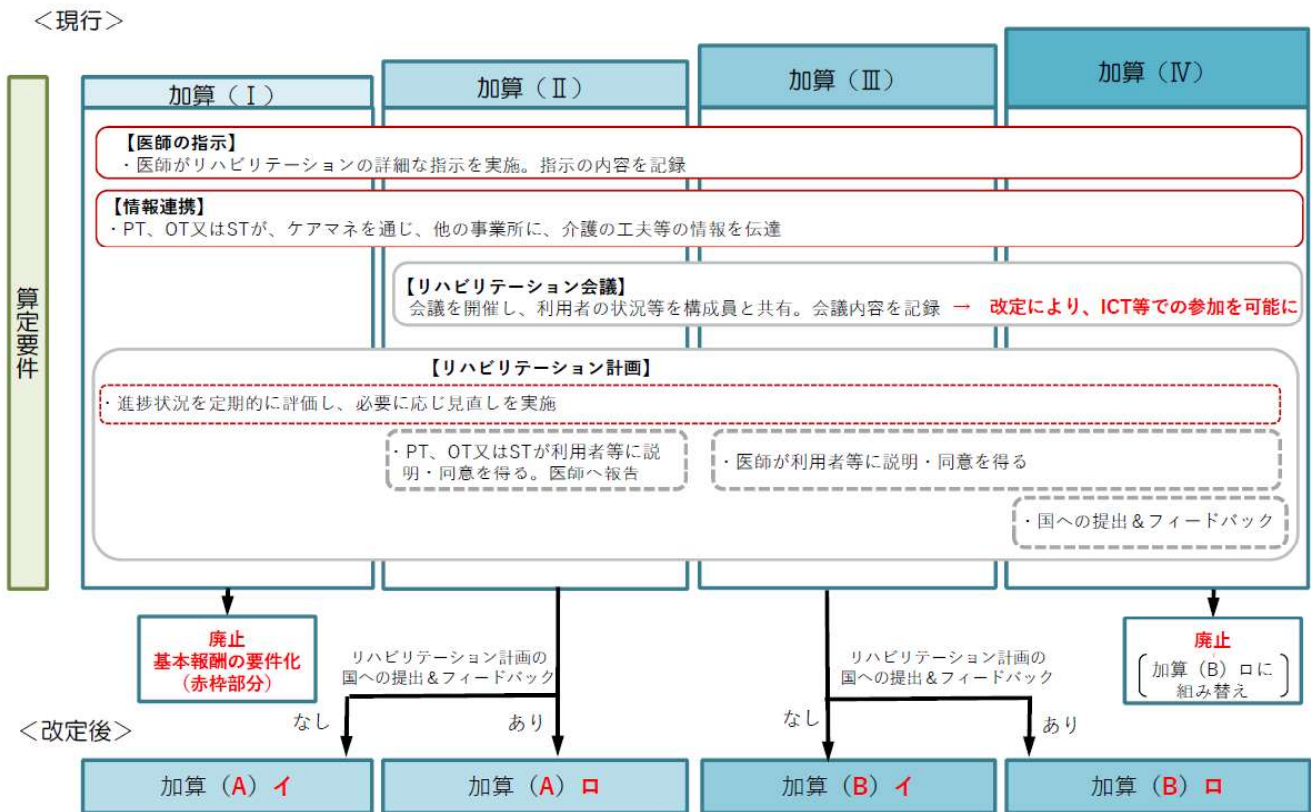 ＜現行＞
加算（Ⅰ）
加算（Ⅱ）
加算（Ⅲ）
加算（Ⅳ）
算定要件
【医師の指示】
・医師がリハビリテーションの詳細な指示を実施。指示の内容を記録
【情報連携】
・PT、OT又はSTが、ケアマネを通じ、他の事業所に、介護の工夫等の情報を伝達
【リハビリテーション会議】
会議を開催し、利用者の状況等を構成員と共有。会議内容を記録 → 改定により、ICT等での参加を可能に
【リハビリテーション計画】
・進捗状況を定期的に評価し、必要に応じ見直しを実施
・PT、OT又はSTが利用者等に説
明・同意を得る。医師へ報告
・医師が利用者等に説明・同意を得る
・国への提出＆フィードバック
廃止
基本報酬の要件化
（赤枠部分）
リハビリテーション計画の
国への提出＆フィードバック
なし
あり
リハビリテーション計画の
国への提出＆フィードバック
なし
あり
廃止
加算（B）ロに
組み替え
＜改定後＞
加算（A）イ
加算（A）ロ
加算（B）イ
加算（B）ロ